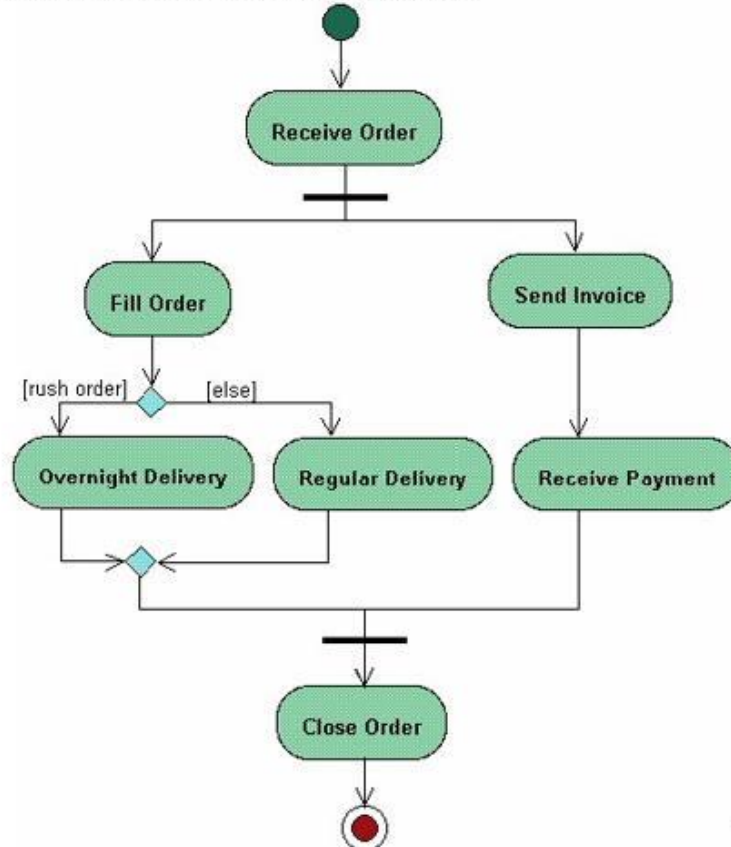 Receive Order
Fill Order
Send Invoice
[rush order]
[else]
Overnight Delivery
Regular Delivery
Receive Payment
Close Order